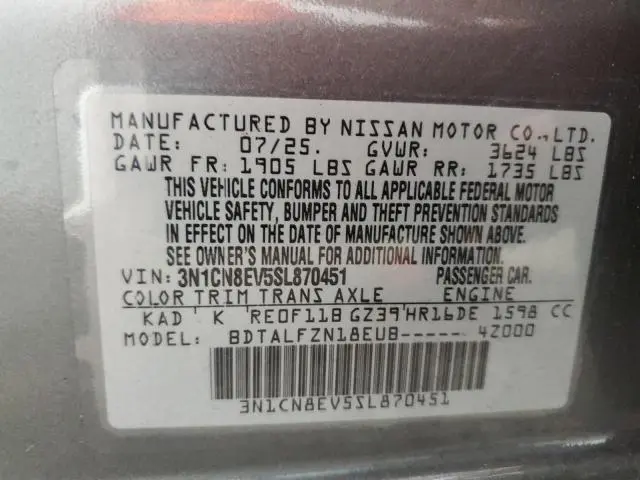 MANUFACTURED BY NISSAN MOTOR CO.,LTD.
DATE: 07/25. GVWR: 3624 LBS
GAWR FR: 1905 LBS GAWR RR: 1735 LBS
THIS VEHICLE CONFORMS TO ALL APPLICABLE FEDERAL MOTOR
VEHICLE SAFETY, BUMPER AND THEFT PREVENTION STANDARDS
IN EFFECT ON THE DATE OF MANUFACTURE SHOWN ABOVE.
SEE OWNER'S MANUAL FOR ADDITIONAL INFORMATION.
VIN: 3N1CN8EV5SL870451 PASSENGER CAR.
COLOR TRIM TRANS AXLE ENGINE
KAD K RE0F11B GZ39 HR16DE 1598 CC
MODEL: BDTALFZN18EUB----- 4Z000
3N1CN8EV5SL870451